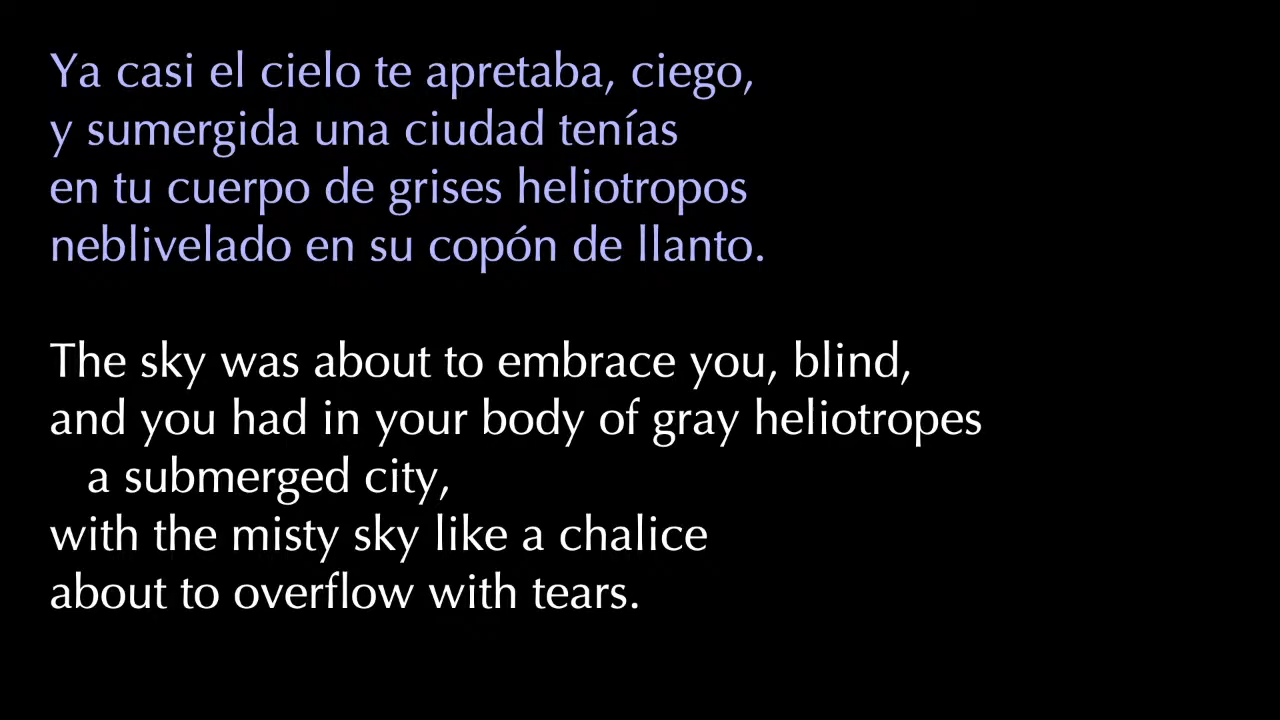 Ya casi el cielo te apretaba, ciego,
y sumergida una ciudad tenías
en tu cuerpo de grises heliotropos
neblivelado en su copón de llanto.
The sky was about to embrace you, blind,
and you had in your body of gray heliotropes
a submerged city,
with the misty sky like a chalice
about to overflow with tears.